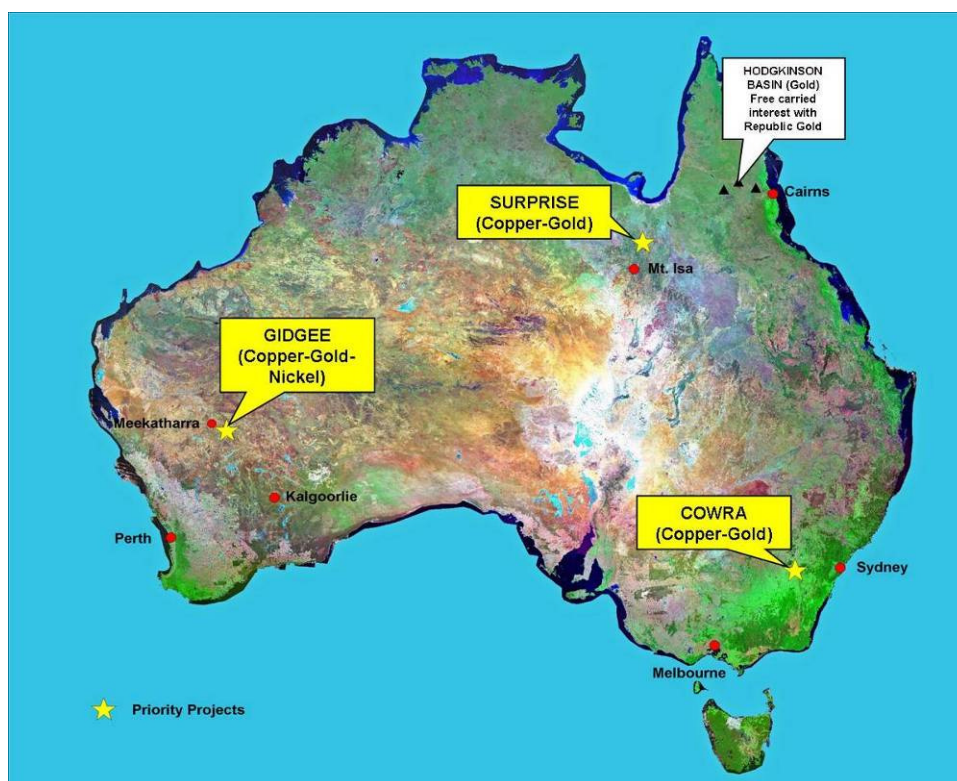 HODGKINSON
BASIN (Gold)
Free carried
interest with
Republic Gold
Cairns
SURPRISE
(Copper-Gold)
Mt. Isa
GIDGEE
(Copper-Gold-
Nickel)
Meekatharra
Kalgoorlie
Perth
COWRA
(Copper-Gold)
Sydney
Melbourne
Priority Projects